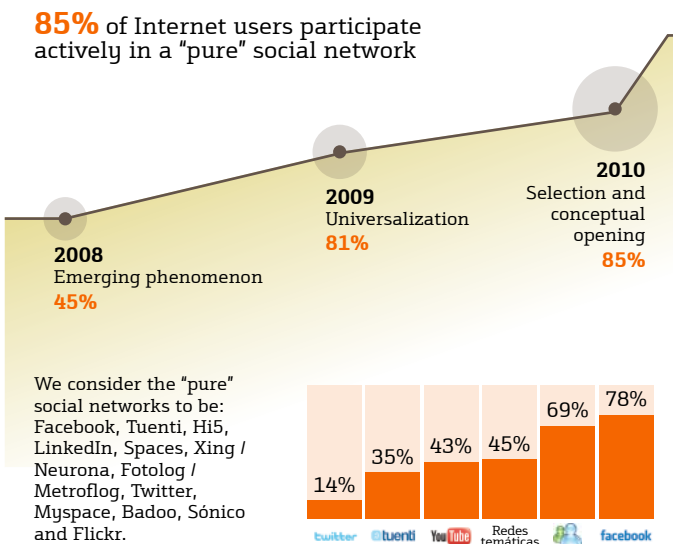 85% of Internet users participate
actively in a "pure" social network
2008
Emerging phenomenon
45%
2009
Universalization
81%
2010
Selection and
conceptual
opening
85%
We consider the "pure"
social networks to be:
Facebook, Tuenti, Hi5,
LinkedIn, Spaces, Xing /
Neurona, Fotolog /
Metroflog, Twitter,
Myspace, Badoo, Sónico
and Flickr.
14%
35%
43%
45%
69%
78%
twitter
tuenti
YouTube
Redes
temáticas
facebook